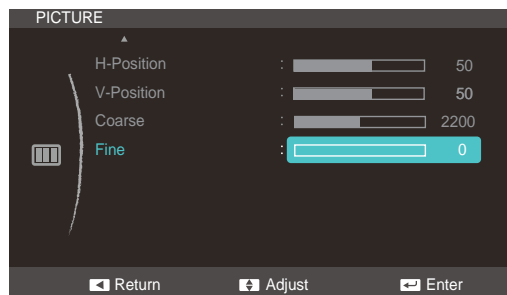 PICTURE
H-Position : 50
V-Position : 50
Coarse : 2200
Fine : 0
Return Adjust Enter